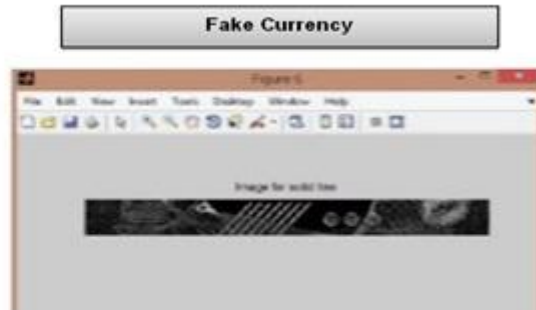 Fake Currency
Figure 6
File Edit View Insert Tools Desktop Window Help
Image for solid line